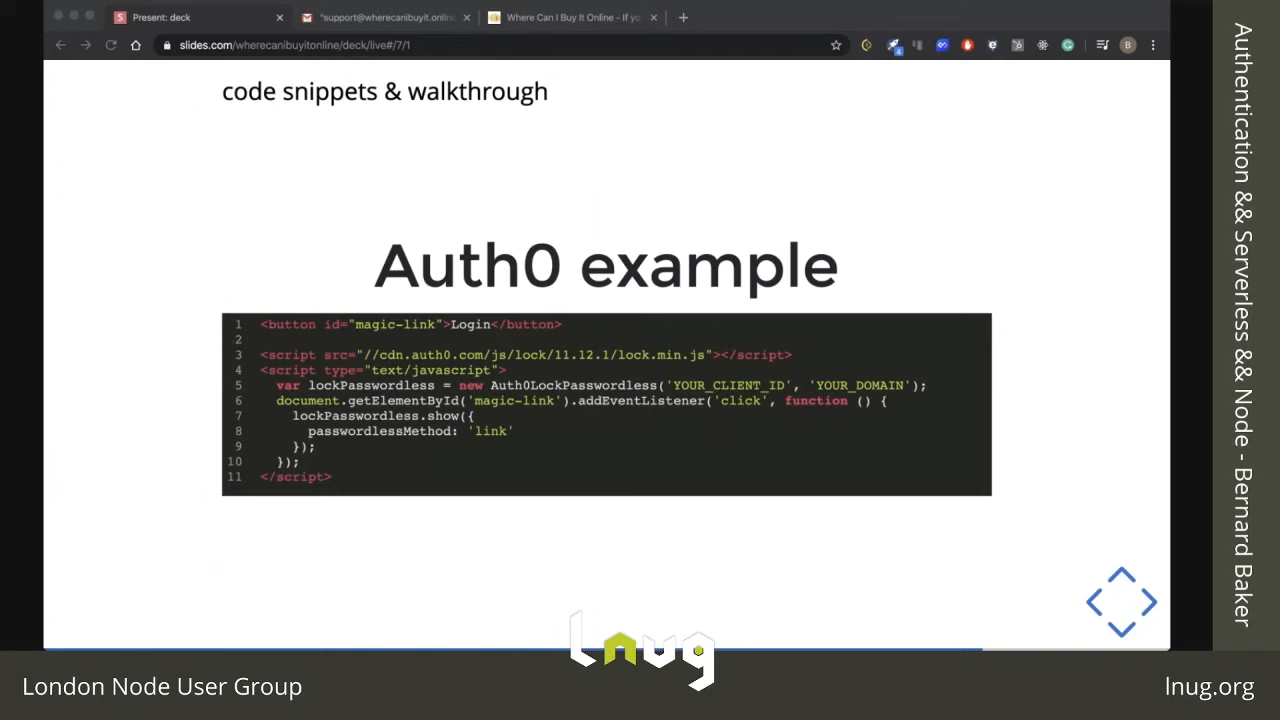 Present: deck
"support@wherecanibuyit.online
Where Can I Buy It Online - If yo
slides.com/wherecanibuyitonline/deck/live#/7/1
B
code snippets & walkthrough
Auth0 example
1 <button id="magic-link">Login</button>
2
3 <script src="//cdn.auth0.com/js/lock/11.12.1/lock.min.js"></script>
4 <script type="text/javascript">
5 var lockPasswordless = new Auth0LockPasswordless('YOUR_CLIENT_ID', 'YOUR_DOMAIN');
6 document.getElementById('magic-link').addEventListener('click', function () {
7 lockPasswordless.show({
8 passwordlessMethod: 'link'
9 });
10 });
11 </script>
Authentication && Serverless && Node - Bernard Baker
lnug
London Node User Group
lnug.org